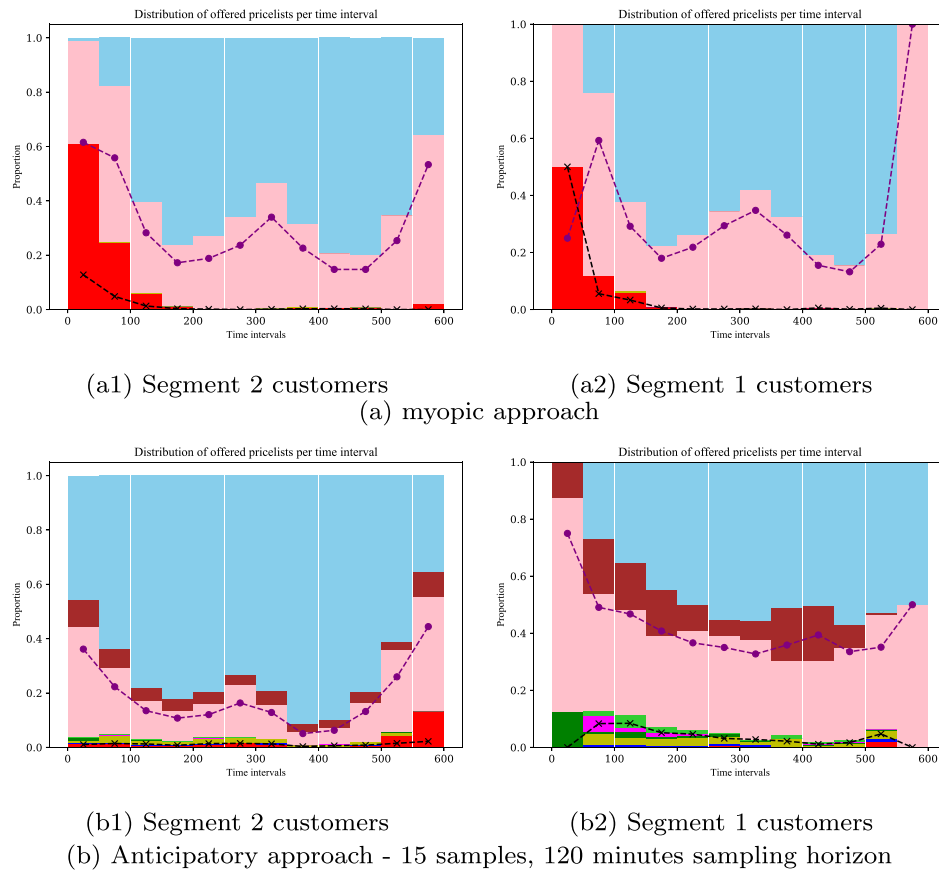 Distribution of offered pricelists per time interval
Distribution of offered pricelists per time interval
1.0
0.8
0.6
0.4
0.2
0.0
Proportion
0 100 200 300 400 500 600
Time intervals
1.0
0.8
0.6
0.4
0.2
0.0
Proportion
0 100 200 300 400 500 600
Time intervals
(a1) Segment 2 customers
(a2) Segment 1 customers
(a) myopic approach
Distribution of offered pricelists per time interval
Distribution of offered pricelists per time interval
1.0
0.8
0.6
0.4
0.2
0.0
Proportion
0 100 200 300 400 500 600
Time intervals
1.0
0.8
0.6
0.4
0.2
0.0
Proportion
0 100 200 300 400 500 600
Time intervals
(b1) Segment 2 customers
(b2) Segment 1 customers
(b) Anticipatory approach - 15 samples, 120 minutes sampling horizon